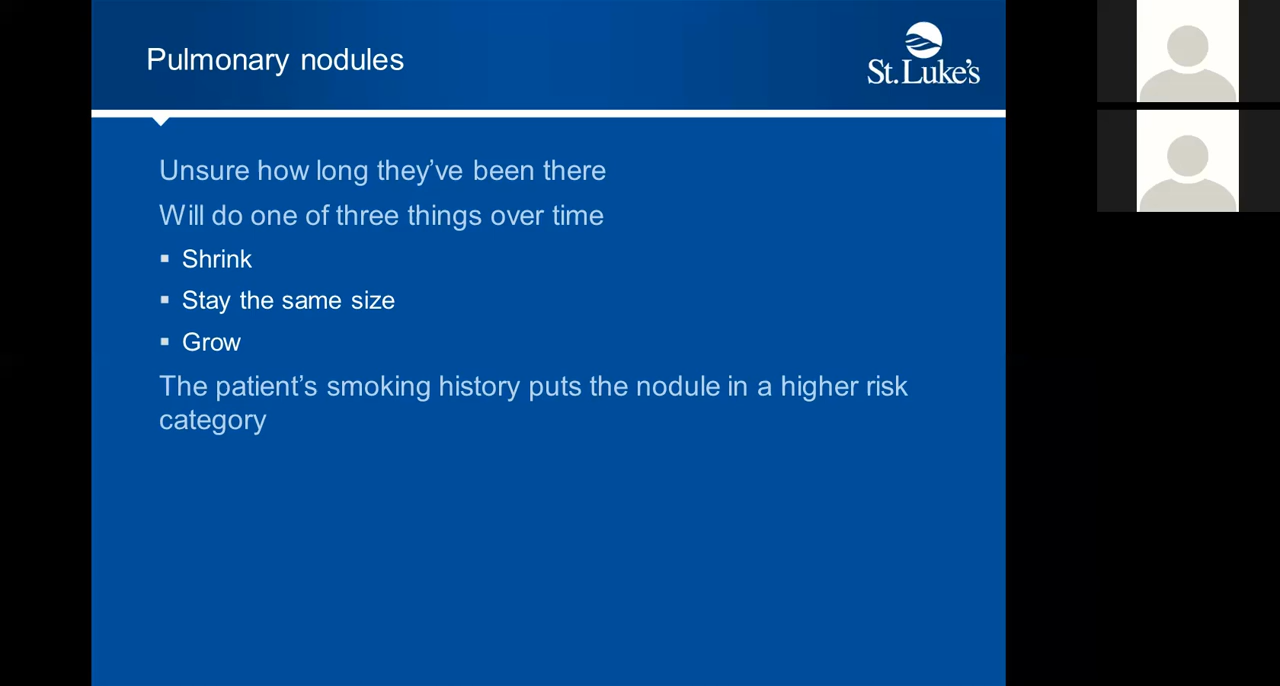 Pulmonary nodules
St. Luke's
Unsure how long they’ve been there
Will do one of three things over time
▪ Shrink
▪ Stay the same size
▪ Grow
The patient’s smoking history puts the nodule in a higher risk
category